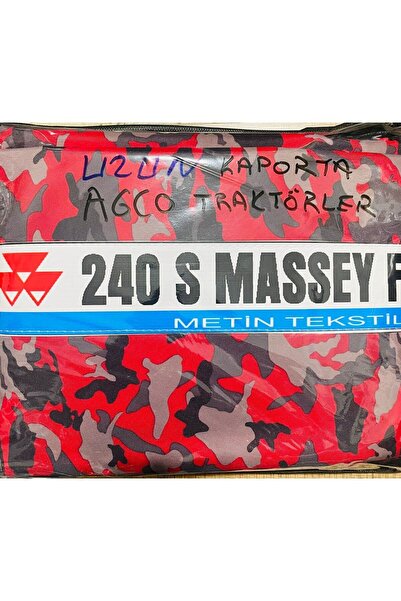 UZUN KAPORTA
AGCO TRAKTÖRLER
240 S MASSEY F
METİN TEKSTİL